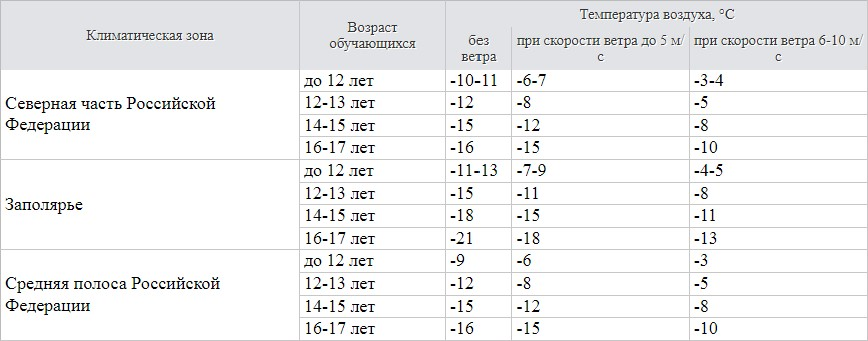 Климатическая зона
Возраст
обучающихся
Температура воздуха, °С
без
ветра
при скорости ветра до 5 м/
с
при скорости ветра 6-10 м/
с
Северная часть Российской
Федерации
до 12 лет -10-11 -6-7 -3-4
12-13 лет -12 -8 -5
14-15 лет -15 -12 -8
16-17 лет -16 -15 -10
Заполярье
до 12 лет -11-13 -7-9 -4-5
12-13 лет -15 -11 -8
14-15 лет -18 -15 -11
16-17 лет -21 -18 -13
Средняя полоса Российской
Федерации
до 12 лет -9 -6 -3
12-13 лет -12 -8 -5
14-15 лет -15 -12 -8
16-17 лет -16 -15 -10